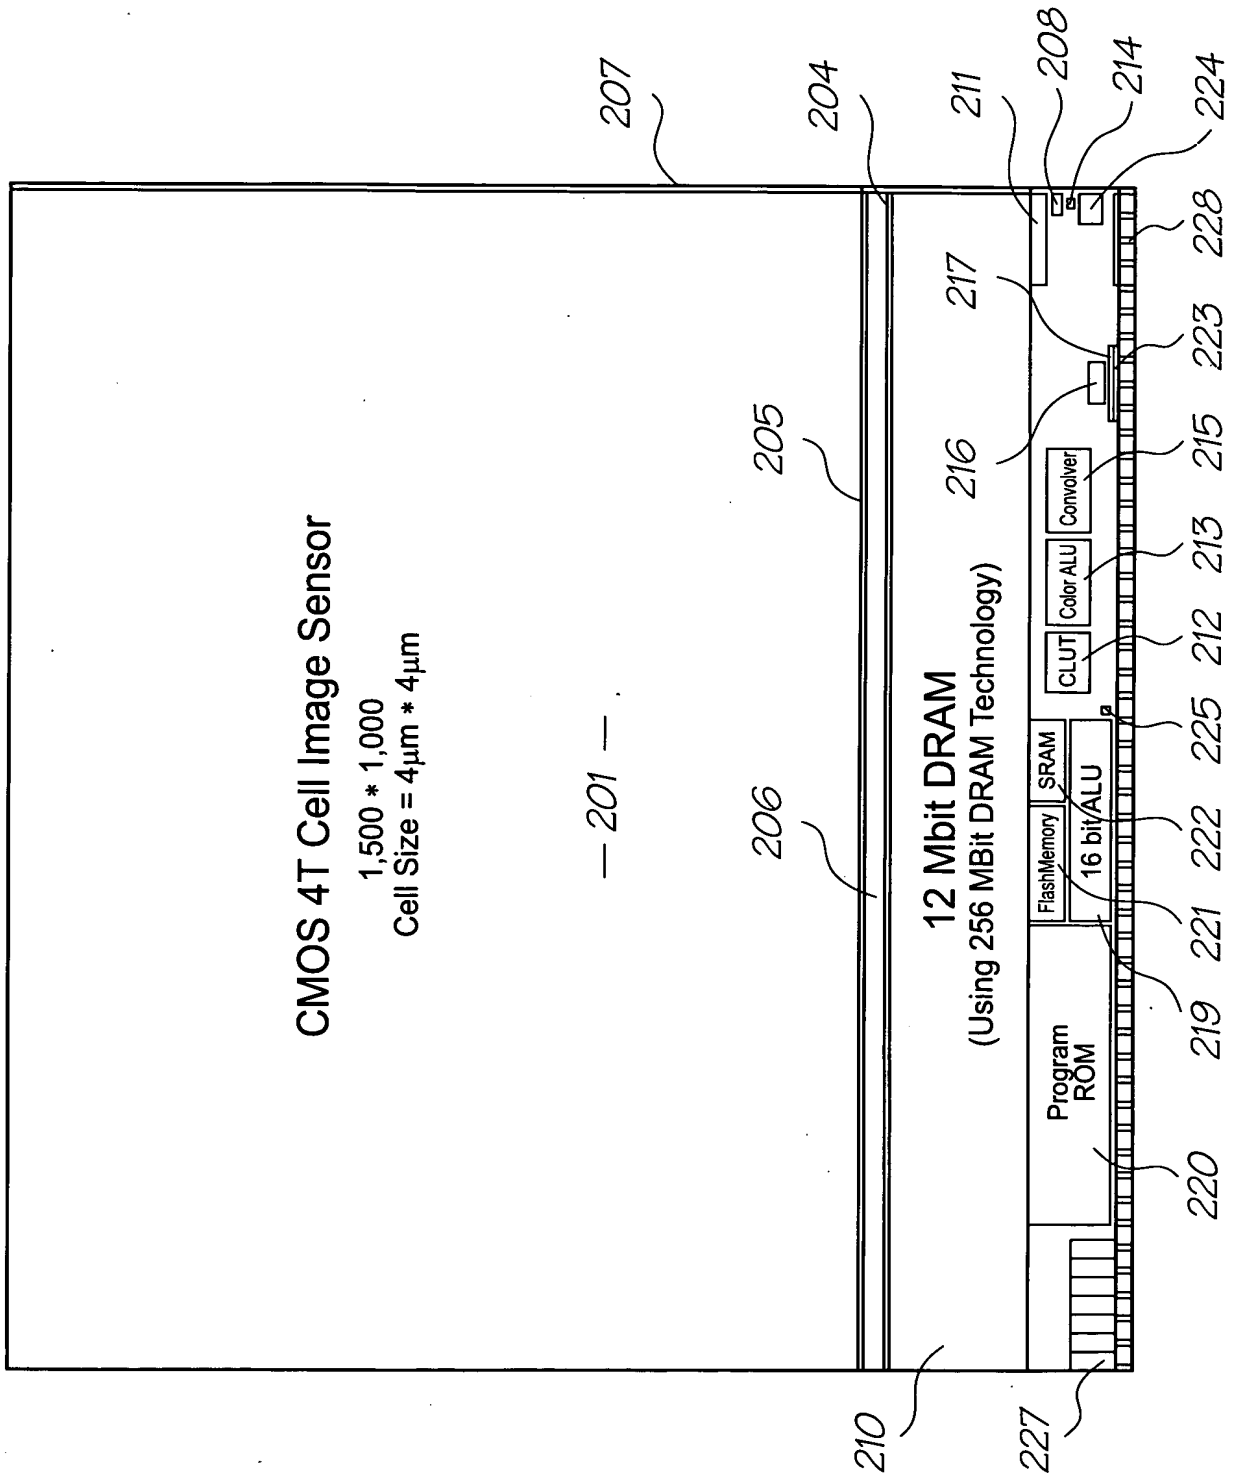 CMOS 4T Cell Image Sensor
1,500 * 1,000
Cell Size = 4µm * 4µm
— 201 —
207
205
204
206
12 Mbit DRAM
(Using 256 MBit DRAM Technology)
210
211
208
214
224
228
217
216
223
Convolver
215
Color ALU
213
CLUT
212
225
SRAM
222
FlashMemory
221
16 bit ALU
219
Program
ROM
220
227